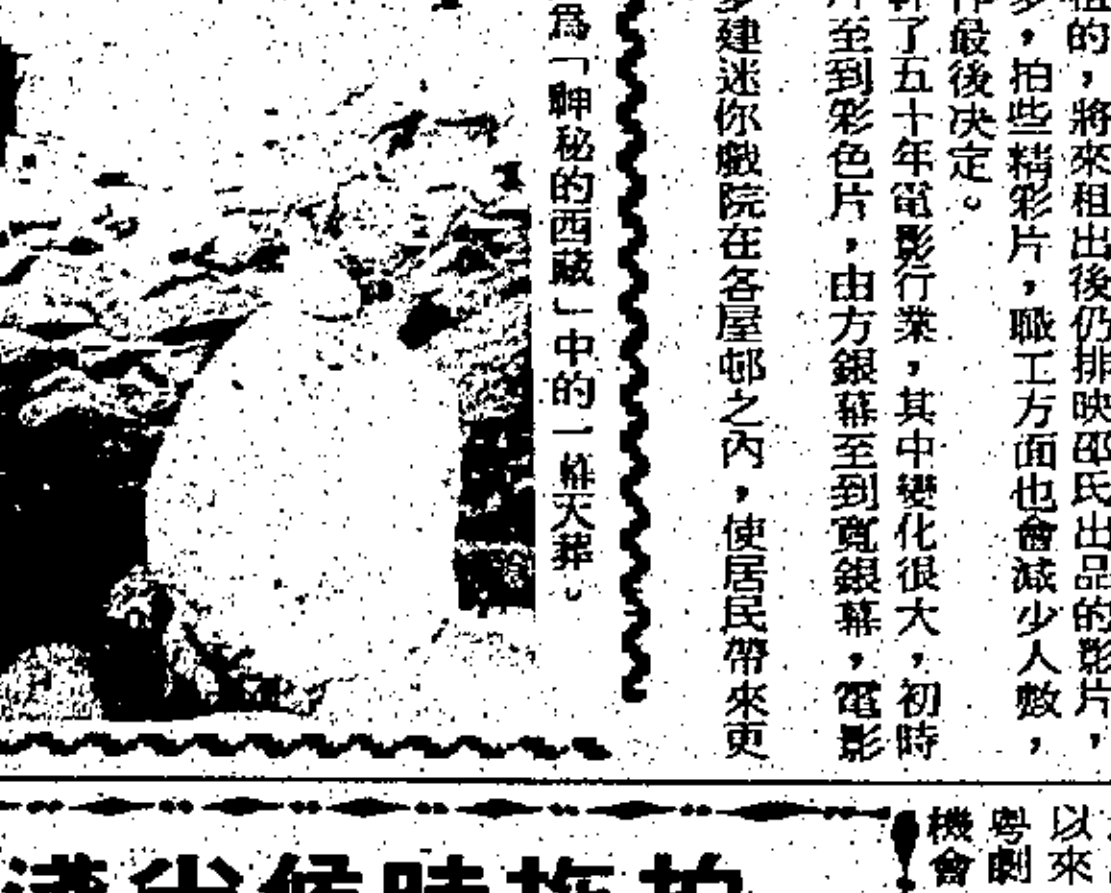 的，將來租出後仍排映邵氏出品的影片，
，拍些精彩片，職工方面也會減少人數，
最後決定。
了五十年電影行業，其中變化很大，初時
至到彩色片，由方銀幕至到寬銀幕，電影
建迷你戲院在各屋邨之內，使居民帶來更
為「神秘的西藏」中的一幕天葬。
以來
粵劇
機會
拍拖時候